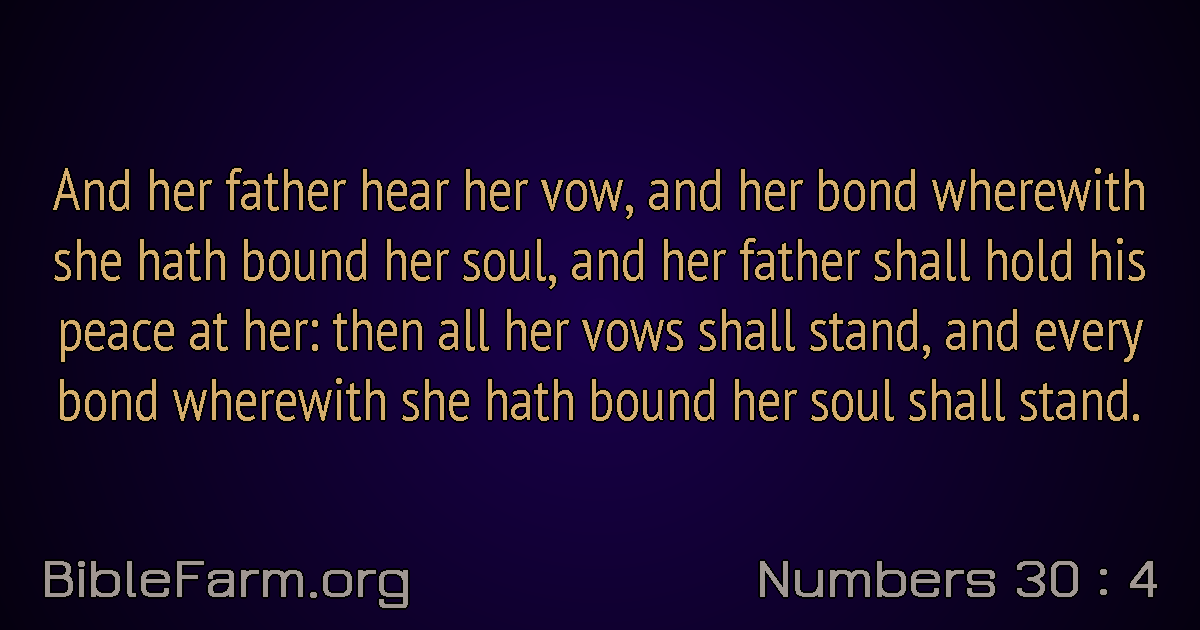 And her father hear her vow, and her bond wherewith
she hath bound her soul, and her father shall hold his
peace at her: then all her vows shall stand, and every
bond wherewith she hath bound her soul shall stand.
BibleFarm.org
Numbers 30 : 4